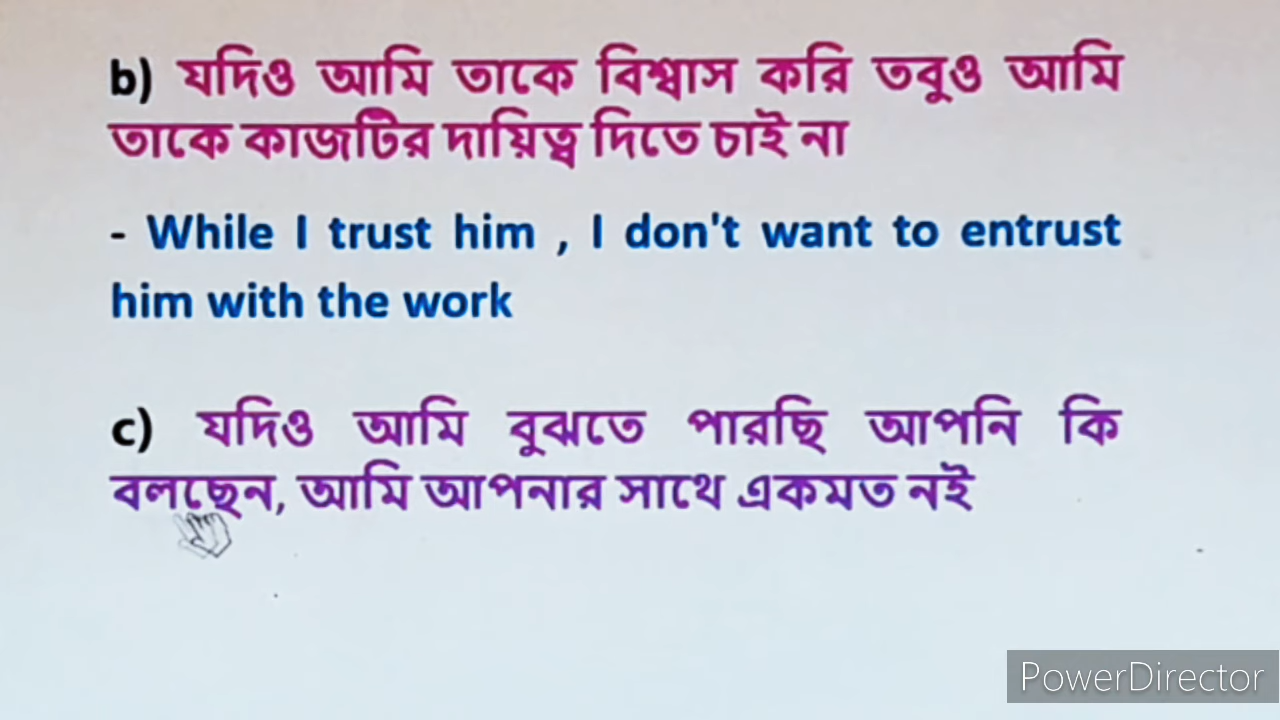 b) যদিও আমি তাকে বিশ্বাস করি তবুও আমি
তাকে কাজটির দায়িত্ব দিতে চাই না
- While I trust him , I don't want to entrust
him with the work
c) যদিও আমি বুঝতে পারছি আপনি কি
বলছেন, আমি আপনার সাথে একমত নই
PowerDirector